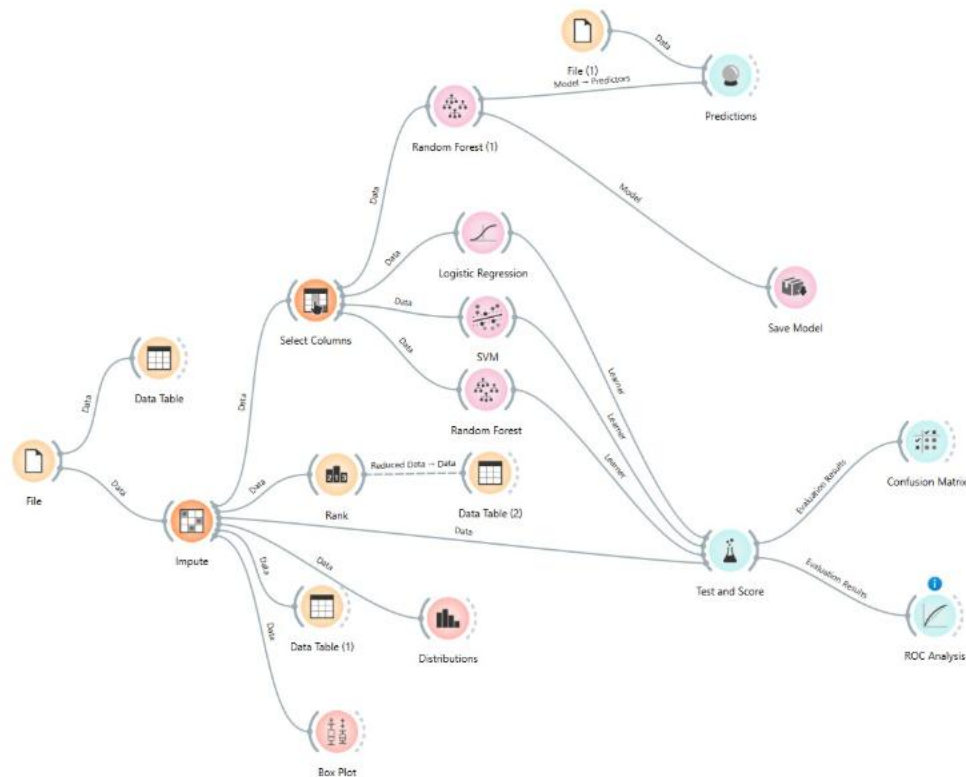 Data
File (1)
Model → Predictors
Predictions
Random Forest (1)
Data
Model
Data
Logistic Regression
Save Model
Select Columns
Data
SVM
Data
Learner
Data Table
Data
Data
Random Forest
Learner
Learner
Reduced Data → Data
Evaluation Results
Confusion Matrix
File
Data
Data
Rank
Data Table (2)
Data
Impute
Test and Score
Evaluation Results
Data
Data
Data Table (1)
Data
Distributions
ROC Analysis
Box Plot